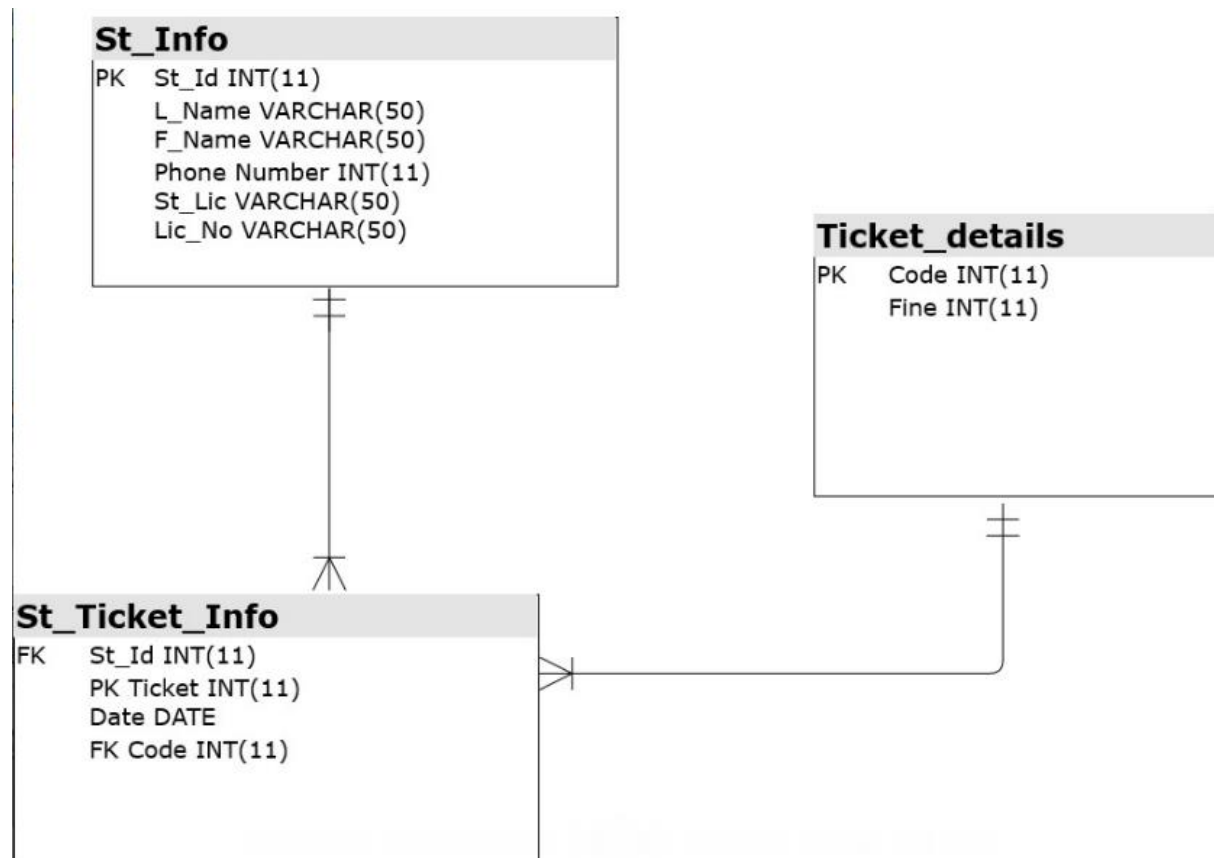 St_Info
PK St_Id INT(11)
L_Name VARCHAR(50)
F_Name VARCHAR(50)
Phone Number INT(11)
St_Lic VARCHAR(50)
Lic_No VARCHAR(50)
Ticket_details
PK Code INT(11)
Fine INT(11)
St_Ticket_Info
FK St_Id INT(11)
PK Ticket INT(11)
Date DATE
FK Code INT(11)